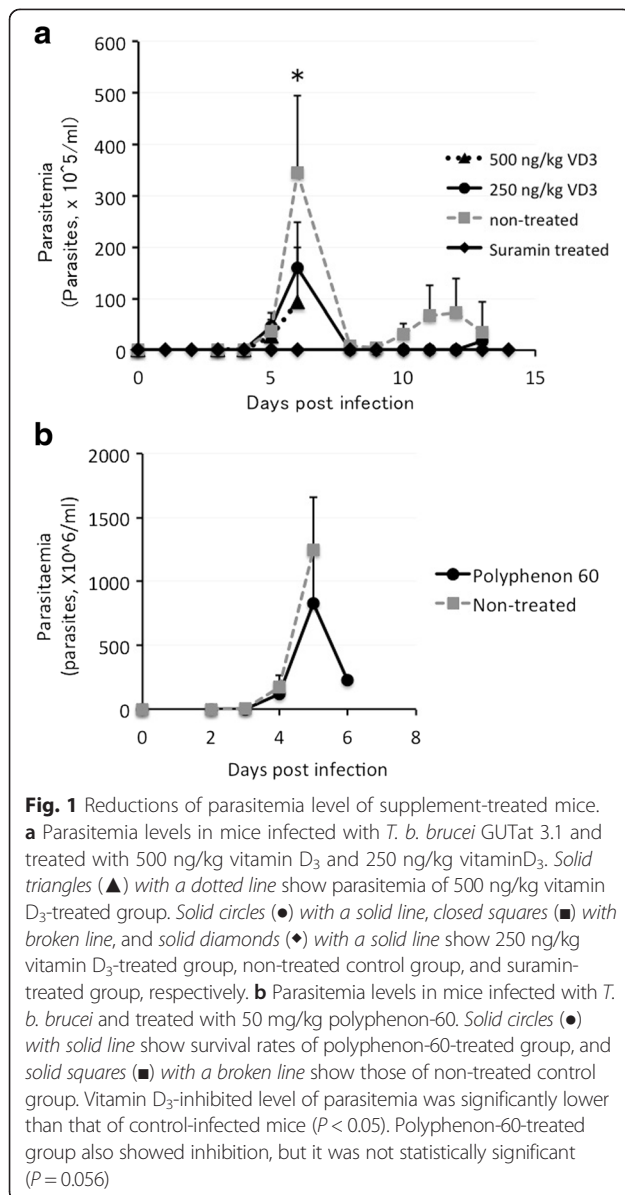 a
600
500
400
300
200
100
0
Parasitemia
(Parasites, x 10^5/ml)
*
500 ng/kg VD3
250 ng/kg VD3
non-treated
Suramin treated
0
5
10
15
Days post infection
b
2000
1500
1000
500
0
Parasitaemia
(parasites, X10^6/ml)
Polyphenon 60
Non-treated
0
2
4
6
8
Days post infection
Fig. 1 Reductions of parasitemia level of supplement-treated mice.
a Parasitemia levels in mice infected with T. b. brucei GUTat 3.1 and
treated with 500 ng/kg vitamin D₃ and 250 ng/kg vitaminD₃. Solid
triangles (▲) with a dotted line show parasitemia of 500 ng/kg vitamin
D₃-treated group. Solid circles (●) with a solid line, closed squares (■) with
broken line, and solid diamonds (◆) with a solid line show 250 ng/kg
vitamin D₃-treated group, non-treated control group, and suramin-
treated group, respectively. b Parasitemia levels in mice infected with T.
b. brucei and treated with 50 mg/kg polyphenon-60. Solid circles (●)
with solid line show survival rates of polyphenon-60-treated group, and
solid squares (■) with a broken line show those of non-treated control
group. Vitamin D₃-inhibited level of parasitemia was significantly lower
than that of control-infected mice (P < 0.05). Polyphenon-60-treated
group also showed inhibition, but it was not statistically significant
(P = 0.056)